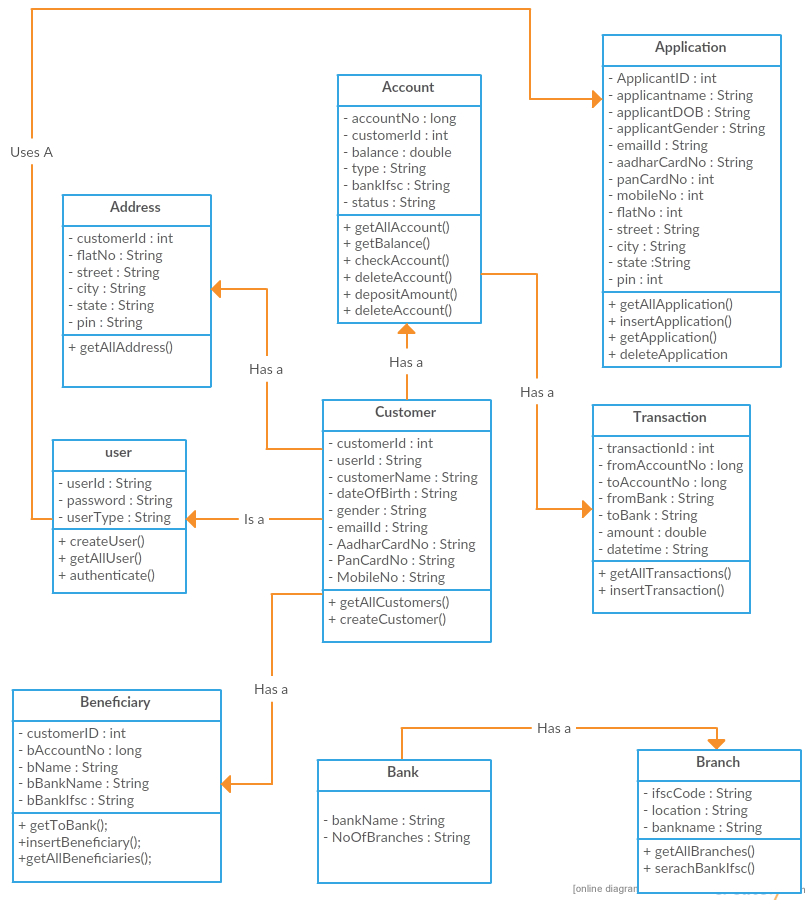 Application
- ApplicantID : int
- applicantname : String
- applicantDOB : String
- applicantGender : String
- emailId : String
- aadharCardNo : String
- panCardNo : int
- mobileNo : int
- flatNo : int
- street : String
- city : String
- state :String
- pin : int
+ getAllApplication()
+ insertApplication()
+ getApplication()
+ deleteApplication
Account
- accountNo : long
- customerId : int
- balance : double
- type : String
- bankIfsc : String
- status : String
+ getAllAccount()
+ getBalance()
+ checkAccount()
+ deleteAccount()
+ depositAmount()
+ deleteAccount()
Uses A
Address
- customerId : int
- flatNo : String
- street : String
- city : String
- state : String
- pin : String
+ getAllAddress()
Has a
Has a
Has a
Customer
- customerId : int
- userId : String
- customerName : String
- dateOfBirth : String
- gender : String
- emailId : String
- AadharCardNo : String
- PanCardNo : String
- MobileNo : String
+ getAllCustomers()
+ createCustomer()
Transaction
- transactionId : int
- fromAccountNo : long
- toAccountNo : long
- fromBank : String
- toBank : String
- amount : double
- datetime : String
+ getAllTransactions()
+ insertTransaction()
user
- userId : String
- password : String
- userType : String
+ createUser()
+ getAllUser()
+ authenticate()
Is a
Has a
Beneficiary
- customerID : int
- bAccountNo : long
- bName : String
- bBankName : String
- bBankIfsc : String
+ getToBank();
+insertBeneficiary();
+getAllBeneficiaries();
Has a
Bank
- bankName : String
- NoOfBranches : String
Branch
- ifscCode : String
- location : String
- bankname : String
+ getAllBranches()
+ serachBankIfsc()
[online diagram